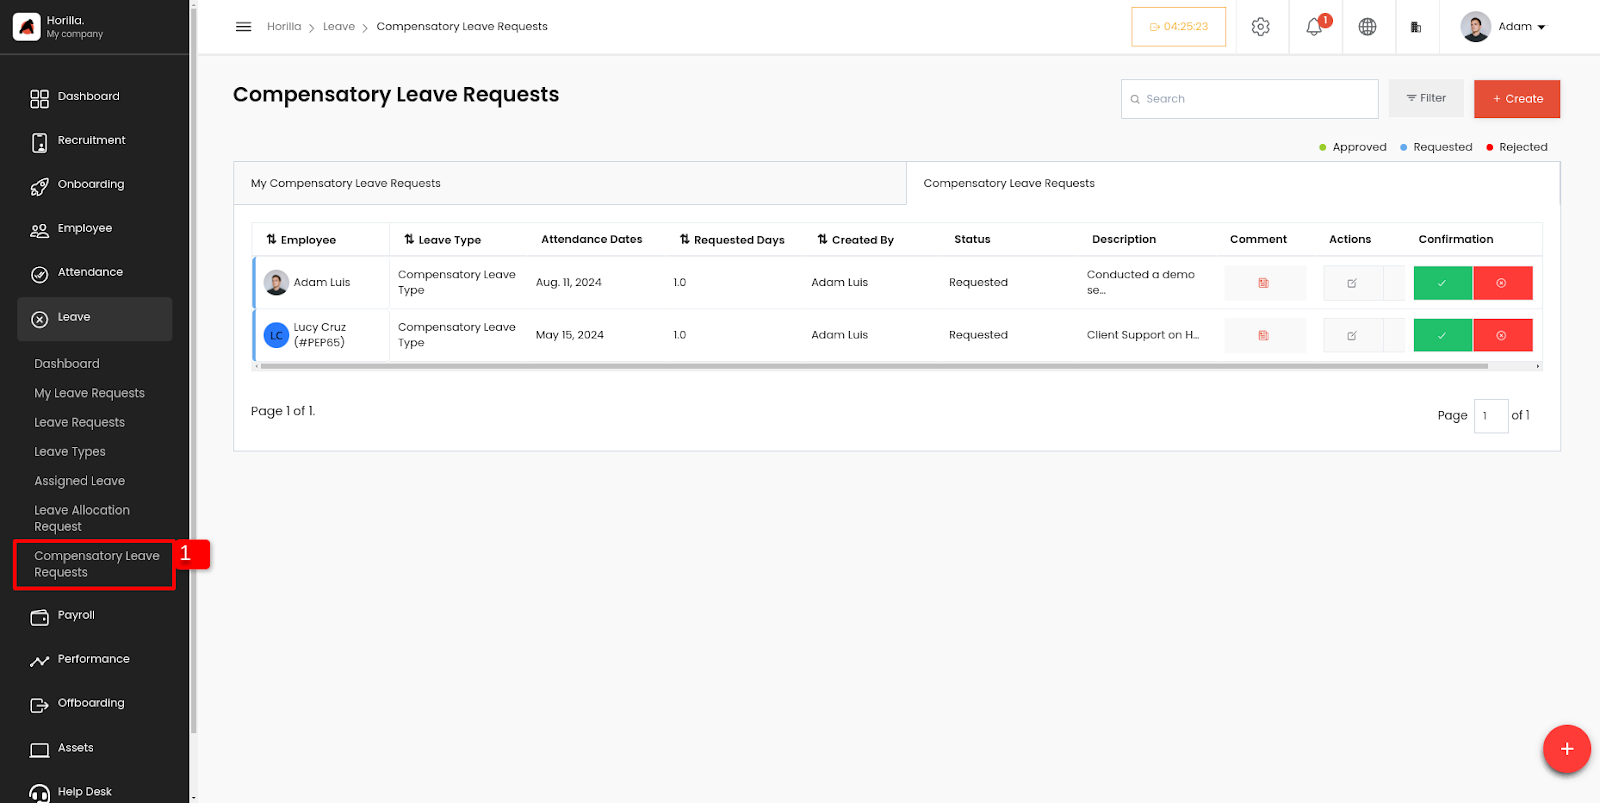 Horilla.
My company
Horilla > Leave > Compensatory Leave Requests
04:25:23
1
Adam
Dashboard
Recruitment
Onboarding
Employee
Attendance
Leave
Dashboard
My Leave Requests
Leave Requests
Leave Types
Assigned Leave
Leave Allocation
Request
Compensatory Leave
Requests
1
Payroll
Performance
Offboarding
Assets
Help Desk
Compensatory Leave Requests
Search
Filter
+ Create
Approved Requested Rejected
My Compensatory Leave Requests
Compensatory Leave Requests
Employee Leave Type Attendance Dates Requested Days Created By Status Description Comment Actions Confirmation
Adam Luis Compensatory Leave Type Aug. 11, 2024 1.0 Adam Luis Requested Conducted a demo se...
LC Lucy Cruz (#PEP65) Compensatory Leave Type May 15, 2024 1.0 Adam Luis Requested Client Support on H...
Page 1 of 1.
Page 1 of 1
+